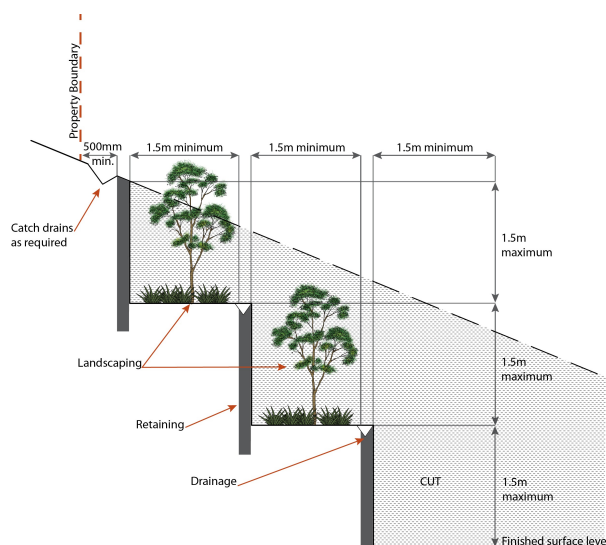 Property Boundary
500mm
min.
1.5m minimum
1.5m minimum
1.5m minimum
Catch drains
as required
1.5m
maximum
Landscaping
1.5m
maximum
Retaining
Drainage
CUT
1.5m
maximum
Finished surface leve